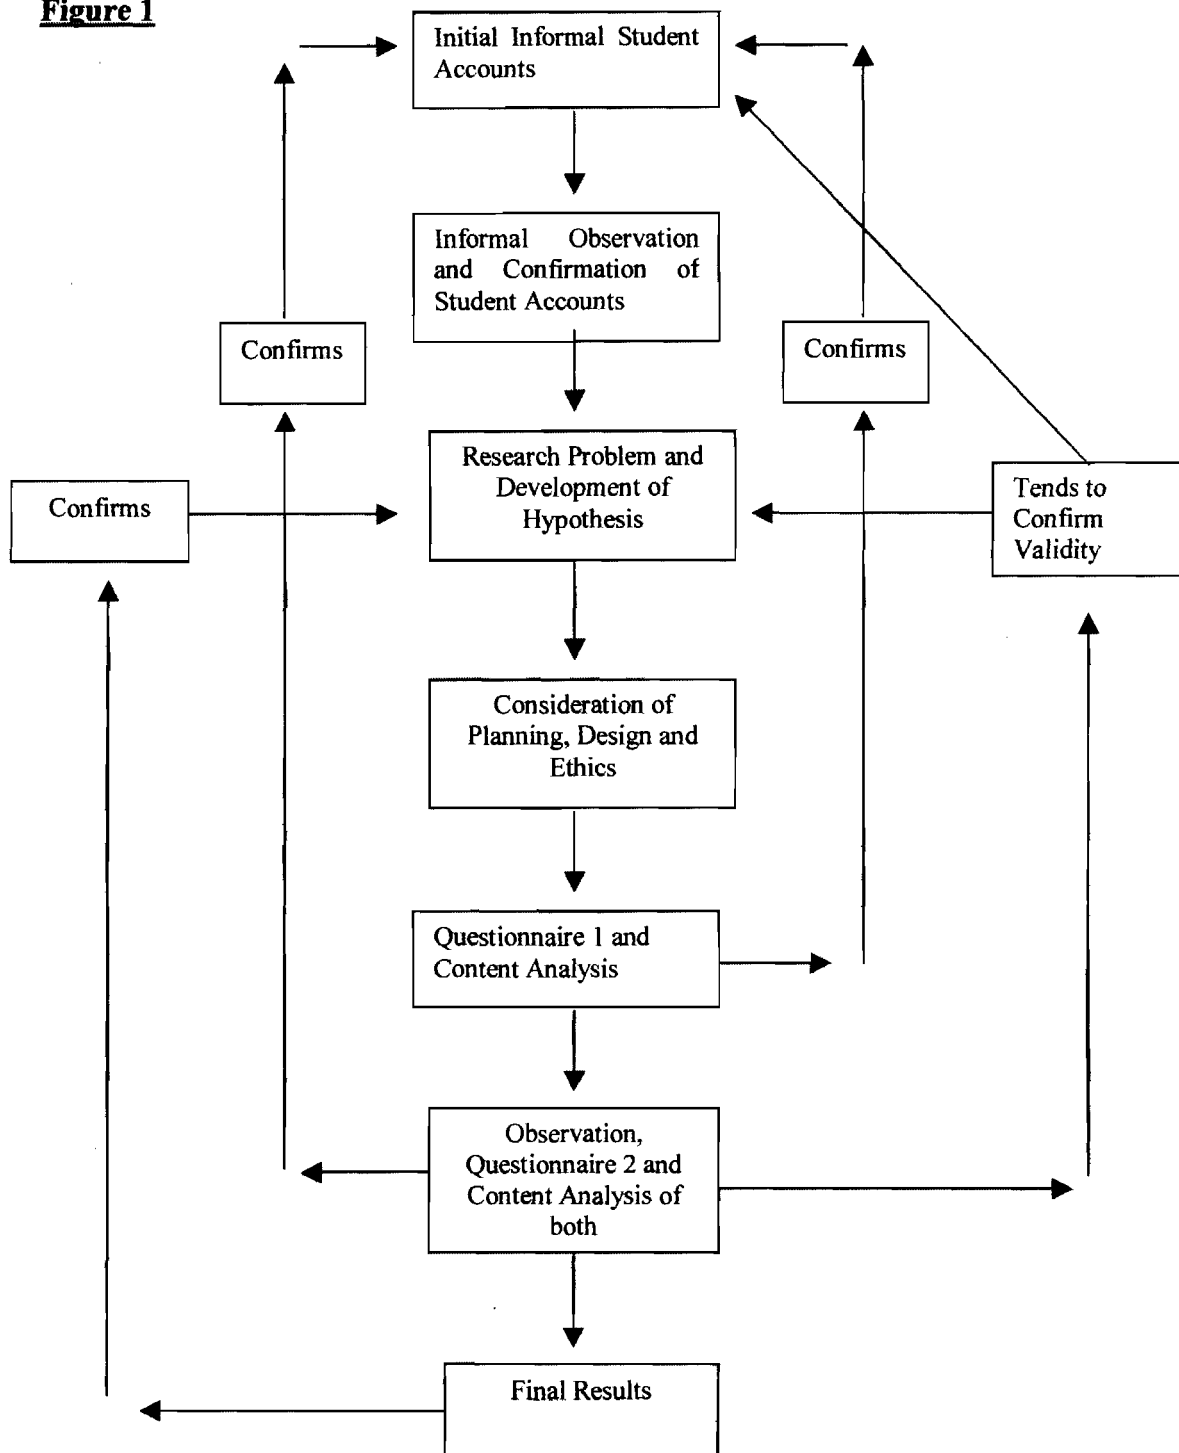 Figure 1
Initial Informal Student
Accounts
Informal Observation
and Confirmation of
Student Accounts
Confirms
Confirms
Research Problem and
Development of
Hypothesis
Confirms
Tends to
Confirm
Validity
Consideration of
Planning, Design and
Ethics
Questionnaire 1 and
Content Analysis
Observation,
Questionnaire 2 and
Content Analysis of
both
Final Results